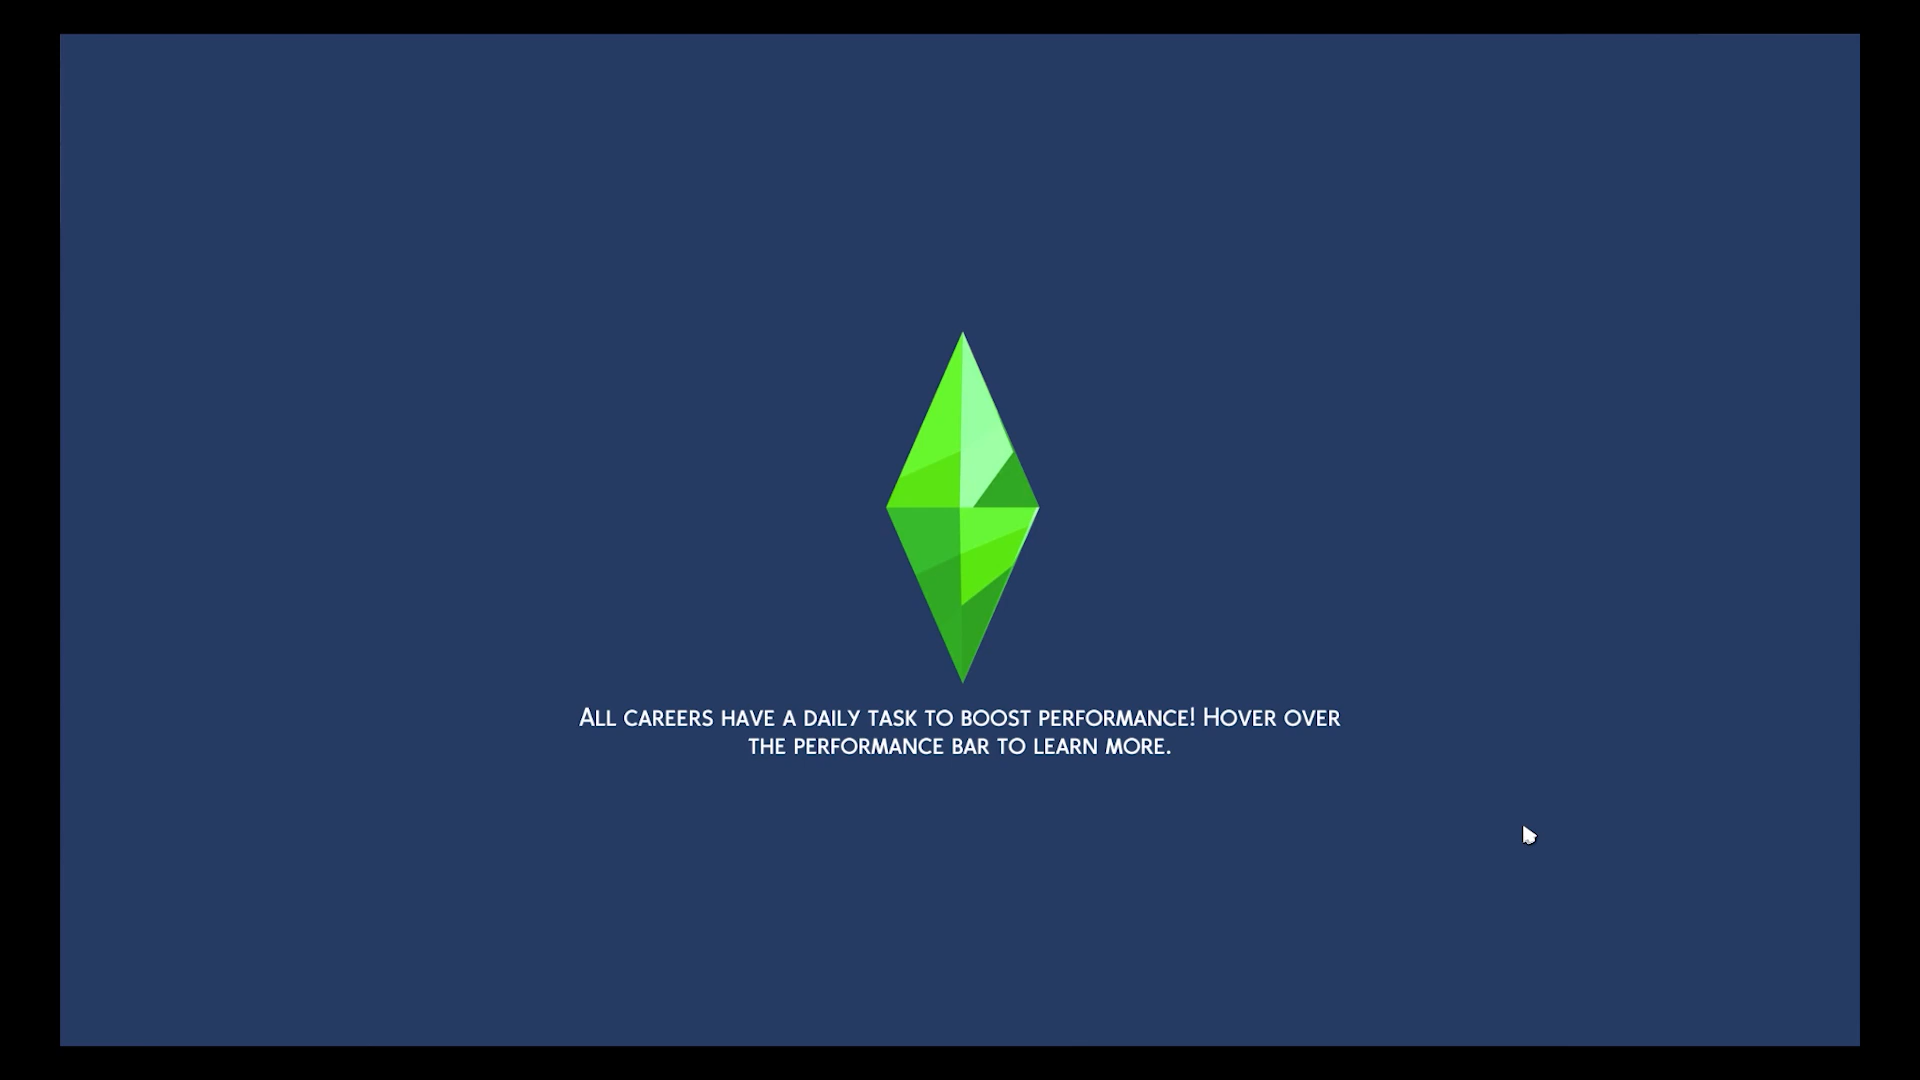 All careers have a daily task to boost performance! Hover over
the performance bar to learn more.